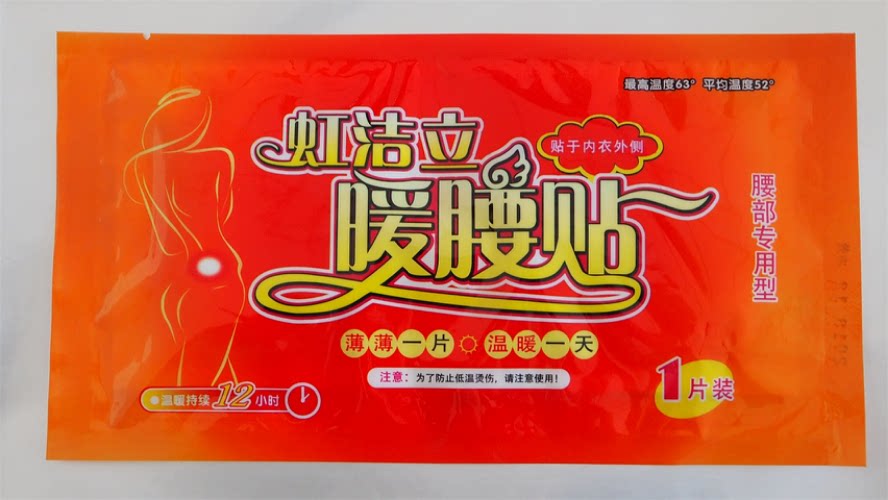 最高温度63° 平均温度52°
虹洁立
贴于内衣外侧
暖腰贴
腰部专用型
薄薄一片 温暖一天
注意：为了防止低温烫伤，请注意使用！
温暖持续12小时
1片装